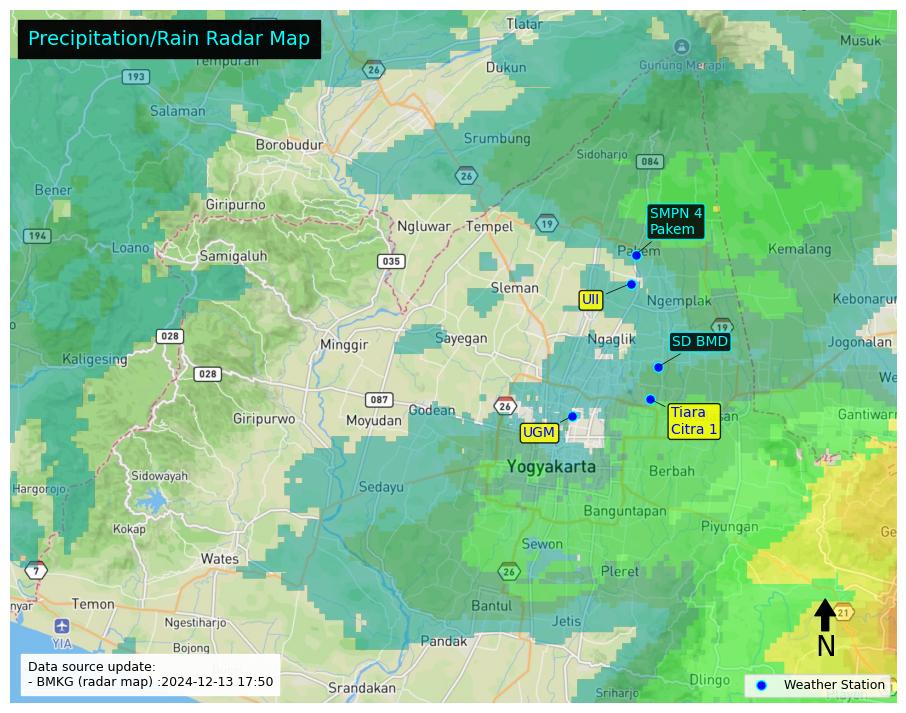 Precipitation/Rain Radar Map
Tlatar
Musuk
Gunung Merapi
Tempuran
26
Dukun
193
Salaman
Srumbung
Borobudur
Sidoharjo
084
Bener
26
Giripurno
SMPN 4
Pakem
Ngluwar
Tempel
19
194
Loano
Samigaluh
035
Pakem
Kemalang
Sleman
UII
Ngemplak
Kebonarum
19
028
Minggir
Sayegan
Ngaglik
SD BMD
Jogonalan
Kaligesing
028
We
087
26
Godean
Tiara
Citra 1
san
Gantiwarn
Giripurwo
Moyudan
UGM
Yogyakarta
Berbah
Sidowayah
Hargorojo
Sedayu
Banguntapan
Kokap
Piyungan
Ge
Sewon
Wates
7
26
Pleret
nyar
Temon
Bantul
21
Ngestiharjo
Jetis
YIA
Bojong
Pandak
N
Data source update:
- BMKG (radar map) :2024-12-13 17:50
Dlingo
Srandakan
Sriharjo
Weather Station